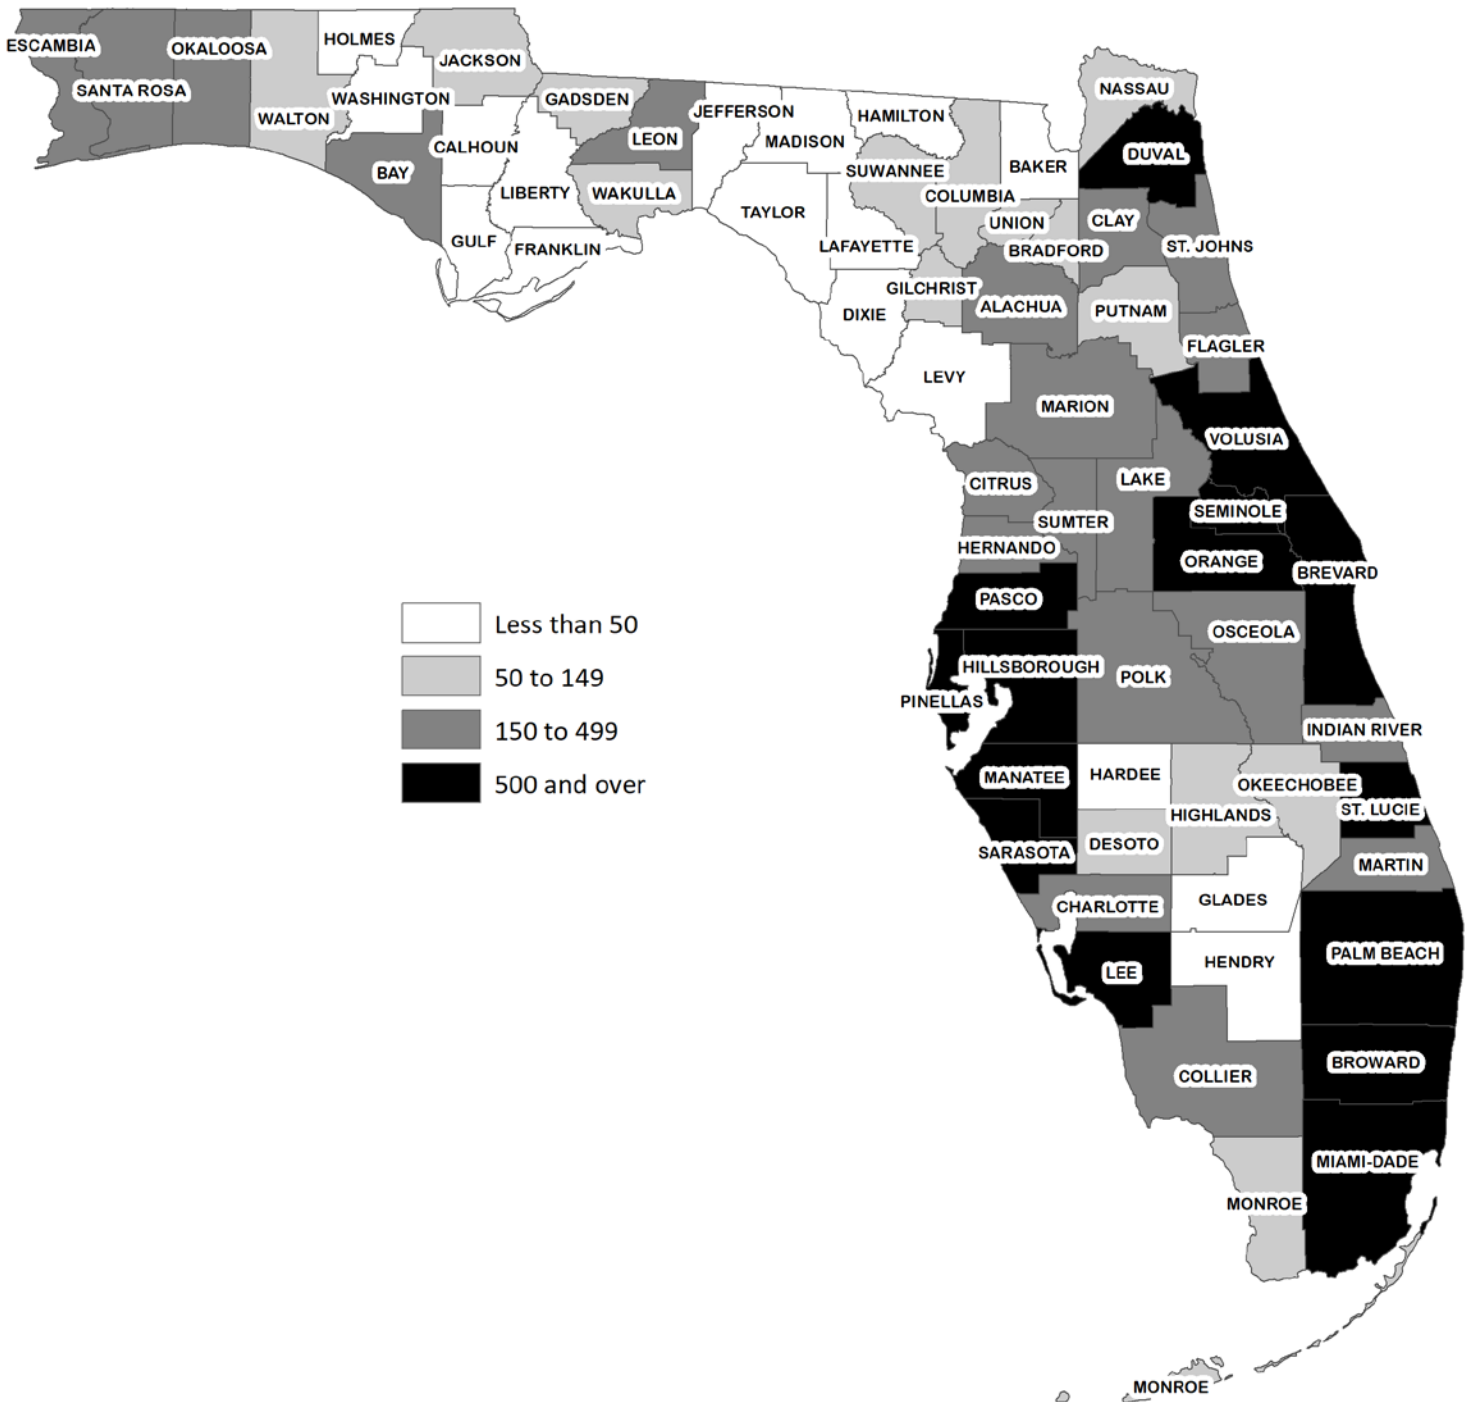 HOLMES
ESCAMBIA
OKALOOSA
JACKSON
SANTA ROSA
WASHINGTON
GADSDEN
NASSAU
WALTON
JEFFERSON
HAMILTON
LEON
MADISON
CALHOUN
DUVAL
BAY
SUWANNEE
BAKER
LIBERTY
WAKULLA
COLUMBIA
TAYLOR
UNION
CLAY
GULF
FRANKLIN
LAFAYETTE
BRADFORD
ST. JOHNS
GILCHRIST
DIXIE
ALACHUA
PUTNAM
FLAGLER
LEVY
MARION
VOLUSIA
CITRUS
LAKE
SEMINOLE
SUMTER
HERNANDO
ORANGE
BREVARD
PASCO
Less than 50
OSCEOLA
HILLSBOROUGH
POLK
50 to 149
PINELLAS
150 to 499
INDIAN RIVER
MANATEE
HARDEE
OKEECHOBEE
500 and over
ST. LUCIE
HIGHLANDS
DESOTO
SARASOTA
MARTIN
GLADES
CHARLOTTE
PALM BEACH
HENDRY
LEE
BROWARD
COLLIER
MIAMI-DADE
MONROE
MONROE